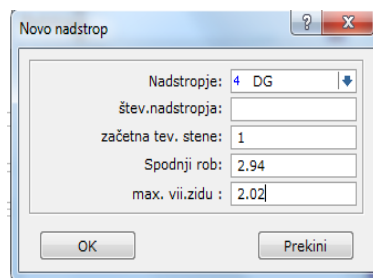 Novo nadstrop
Nadstropje: 4 DG
štev.nadstropja:
začetna tev. stene: 1
Spodnji rob: 2.94
max. vii.zidu : 2.02
OK Prekini